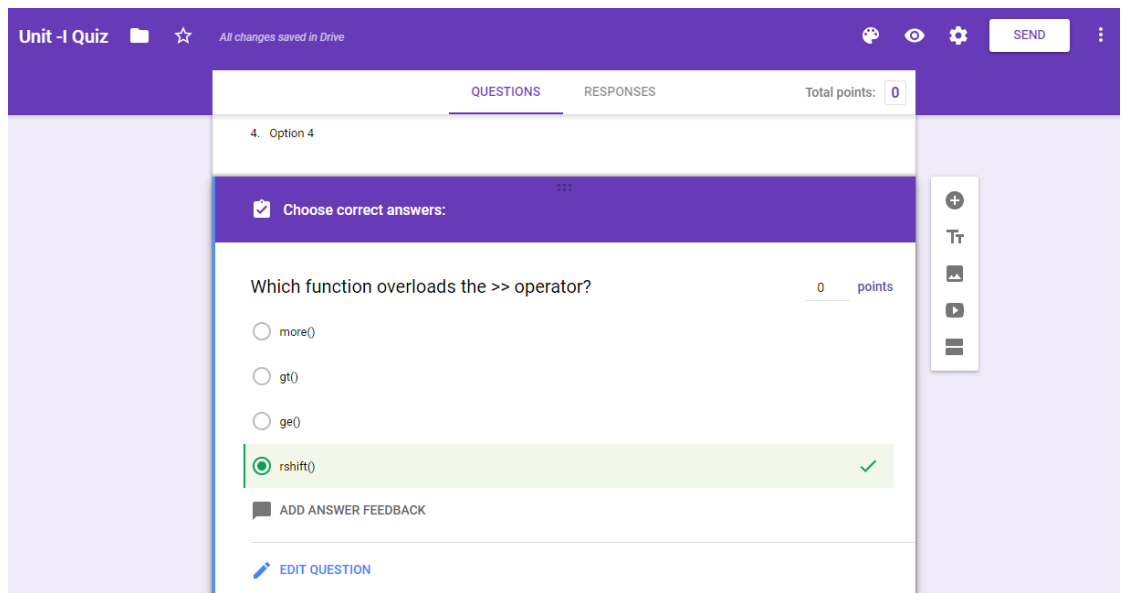 Unit -I Quiz All changes saved in Drive SEND
QUESTIONS RESPONSES Total points: 0
4. Option 4
Choose correct answers:
Which function overloads the >> operator? 0 points
more()
gt()
ge()
rshift()
ADD ANSWER FEEDBACK
EDIT QUESTION